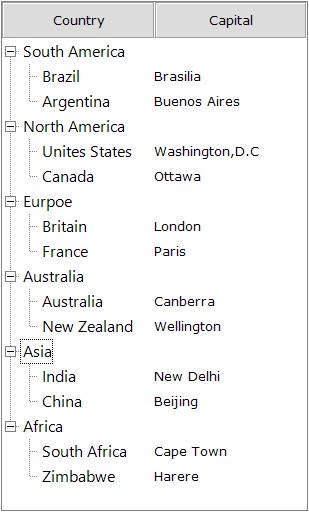 Country Capital
South America
Brazil Brasilia
Argentina Buenos Aires
North America
Unites States Washington,D.C
Canada Ottawa
Eurpoe
Britain London
France Paris
Australia
Australia Canberra
New Zealand Wellington
Asia
India New Delhi
China Beijing
Africa
South Africa Cape Town
Zimbabwe Harere